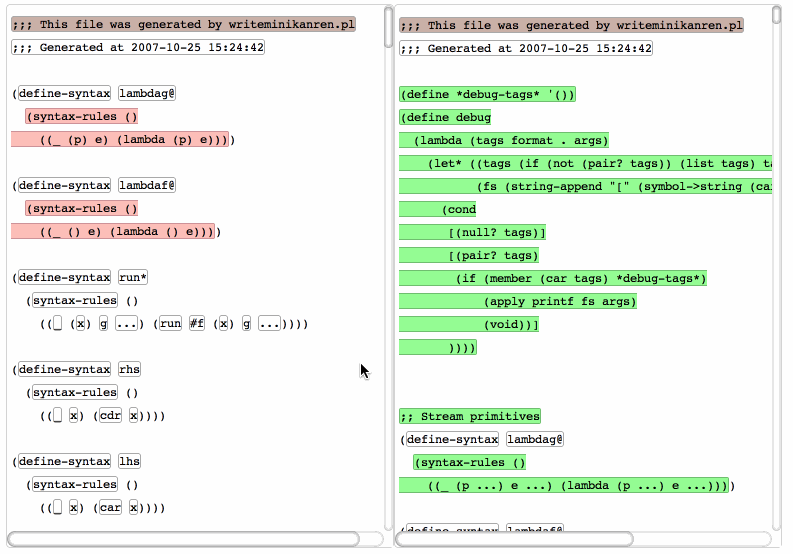 ;;; This file was generated by writeminikanren.pl
;;; Generated at 2007-10-25 15:24:42
(define-syntax lambdag@
(syntax-rules ()
((_ (p) e) (lambda (p) e))))
(define-syntax lambdaf@
(syntax-rules ()
((_ () e) (lambda () e))))
(define-syntax run*
(syntax-rules ()
((_ (x) g ...) (run #f (x) g ...))))
(define-syntax rhs
(syntax-rules ()
((_ x) (cdr x))))
(define-syntax lhs
(syntax-rules ()
((_ x) (car x))))
;;; This file was generated by writeminikanren.pl
;;; Generated at 2007-10-25 15:24:42
(define *debug-tags* '())
(define debug
(lambda (tags format . args)
(let* ((tags (if (not (pair? tags)) (list tags) ta
(fs (string-append "[" (symbol->string (car
(cond
[(null? tags)]
[(pair? tags)
(if (member (car tags) *debug-tags*)
(apply printf fs args)
(void))]
))))
;; Stream primitives
(define-syntax lambdag@
(syntax-rules ()
((_ (p ...) e ...) (lambda (p ...) e ...))))
(define-syntax lambdaf@